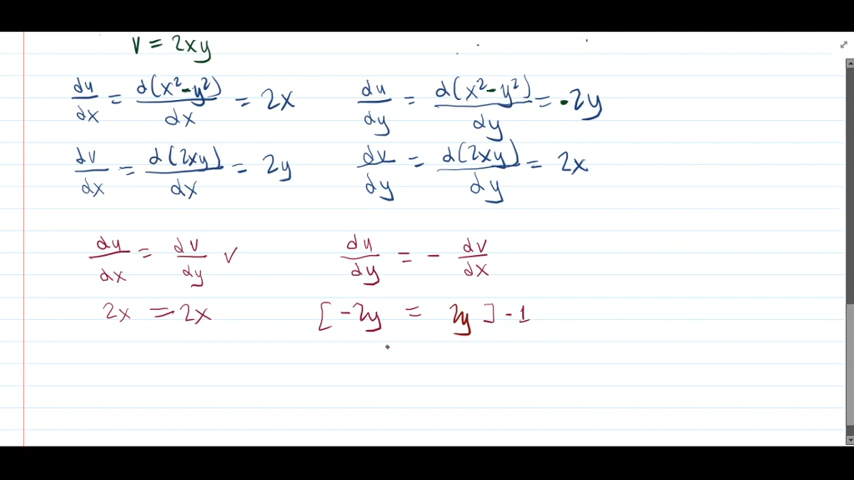 v = 2xy
du/dx = d(x²-y²)/dx = 2x    du/dy = d(x²-y²)/dy = -2y
dv/dx = d(2xy)/dx = 2y    dv/dy = d(2xy)/dy = 2x
du/dx = dv/dy ✓    du/dy = - dv/dx
2x = 2x    [-2y = 2y] -1